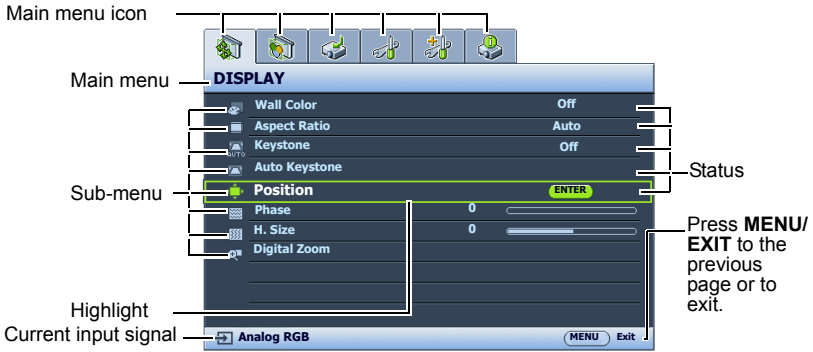 Main menu icon
Main menu
DISPLAY
Wall Color Off
Aspect Ratio Auto
AUTO
Keystone Off
Auto Keystone
Status
Sub-menu
Position ENTER
Phase 0
H. Size 0
Digital Zoom
Press MENU/
EXIT to the
previous
page or to
exit.
Highlight
Current input signal
Analog RGB
MENU Exit